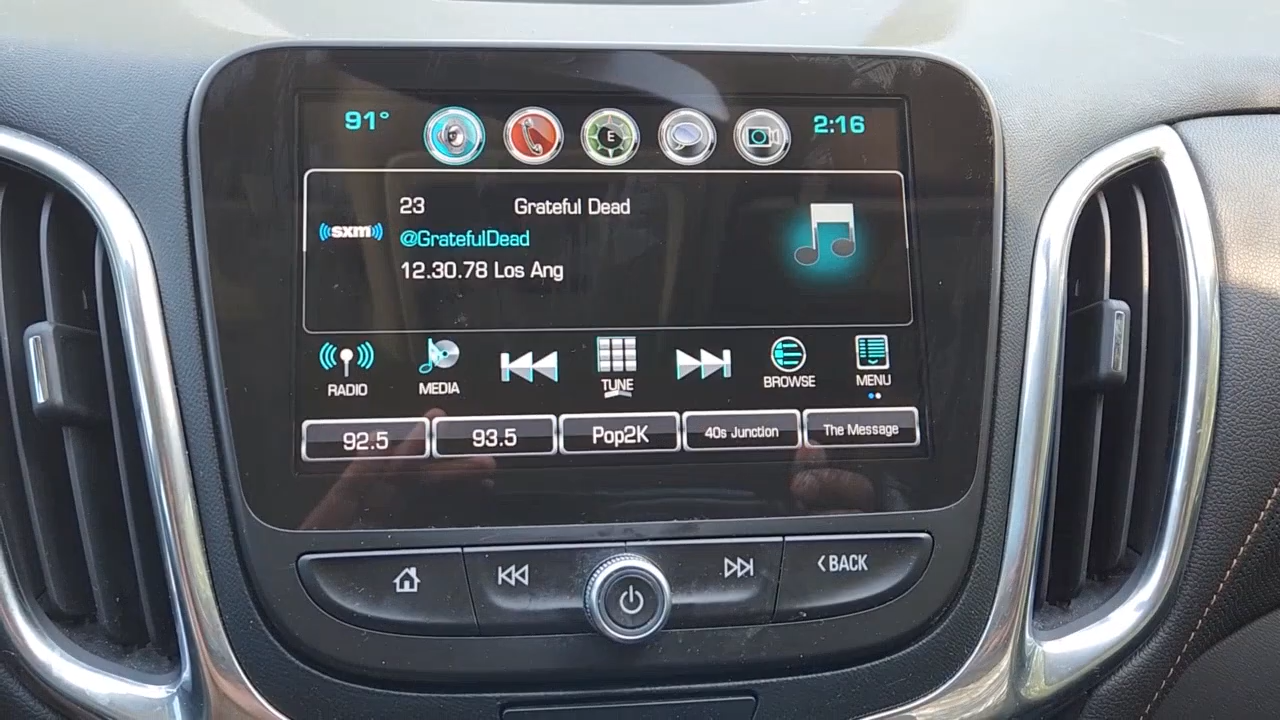 91° E 2:16
23 Grateful Dead
((sxm))
@GratefulDead
12.30.78 Los Ang
RADIO MEDIA TUNE BROWSE MENU
92.5 93.5 Pop2K 40s Junction The Message
<BACK